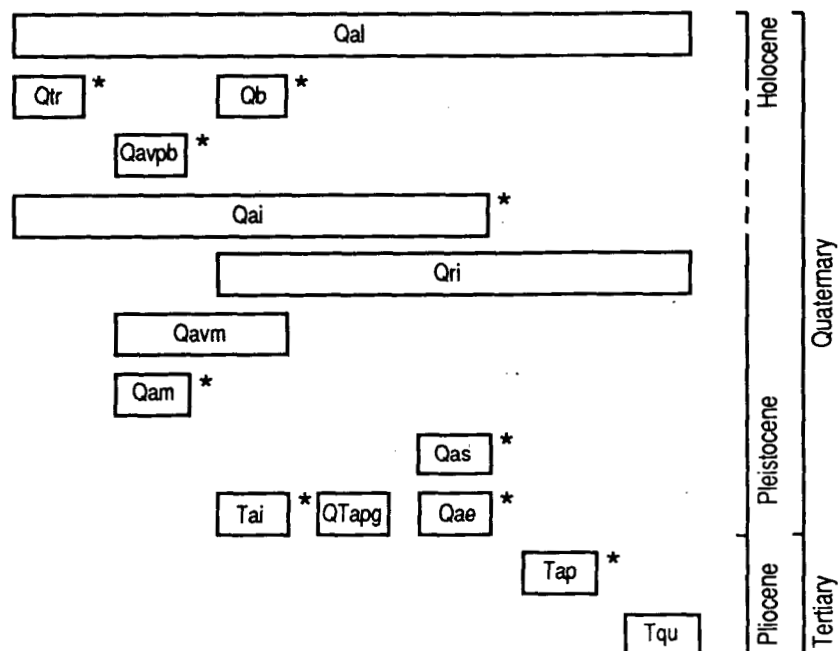 Qal
Qtr * Qb *
Qavpb *
Qai *
Qri
Qavm
Qam *
Qas *
Tai * QTapg Qae *
Tap *
Tqu
Holocene
Pleistocene
Pliocene
Quaternary
Tertiary